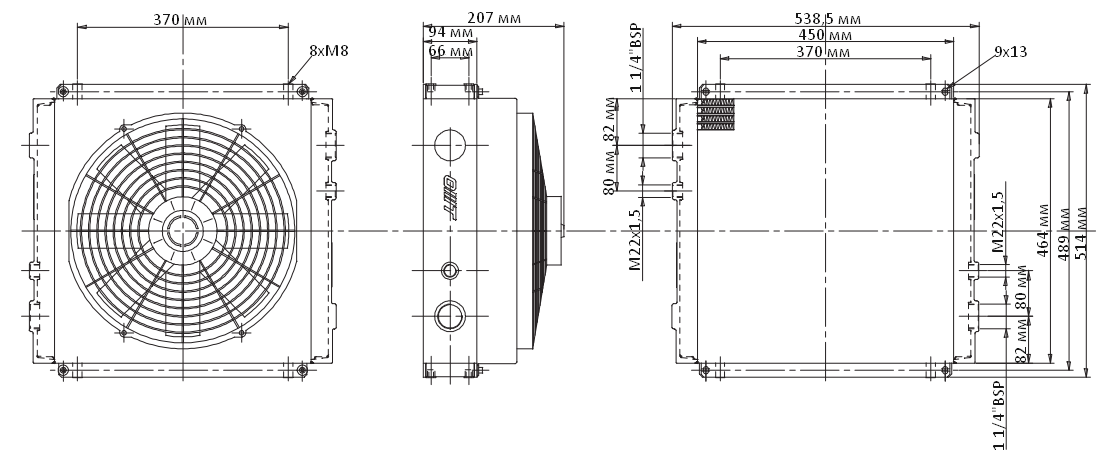 370 мм
8xM8
207 мм
94 мм
66 мм
538,5 мм
450 мм
370 мм
9x13
1 1/4"BSP
82 мм
80 мм
M22x1,5
M22x1,5
464 мм
489 мм
514 мм
80 мм
82 мм
1 1/4"BSP